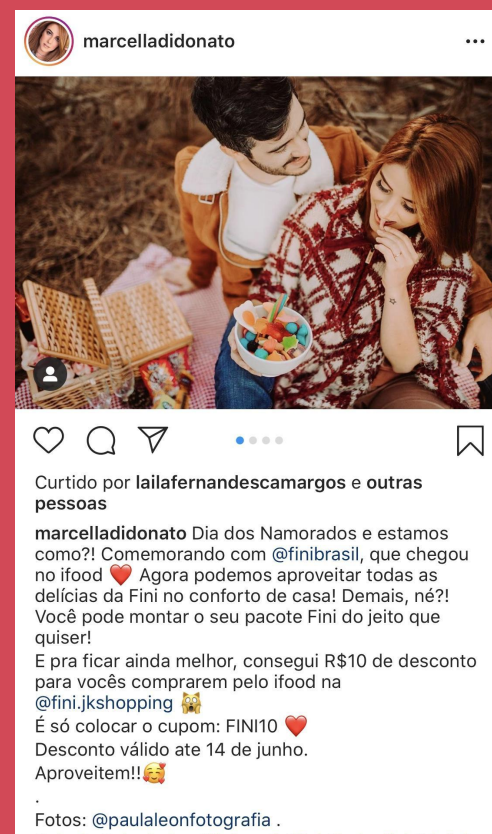 marcelladidonato
Curtido por lailafernandescamargos e outras
pessoas
marcelladidonato Dia dos Namorados e estamos
como?! Comemorando com @finibrasil, que chegou
no ifood ❤️ Agora podemos aproveitar todas as
delícias da Fini no conforto de casa! Demais, né?!
Você pode montar o seu pacote Fini do jeito que
quiser!
E pra ficar ainda melhor, consegui R$10 de desconto
para vocês comprarem pelo ifood na
@fini.jkshopping 🙀
É só colocar o cupom: FINI10 ❤️
Desconto válido ate 14 de junho.
Aproveitem!!🥰
.
Fotos: @paulaleonfotografia .